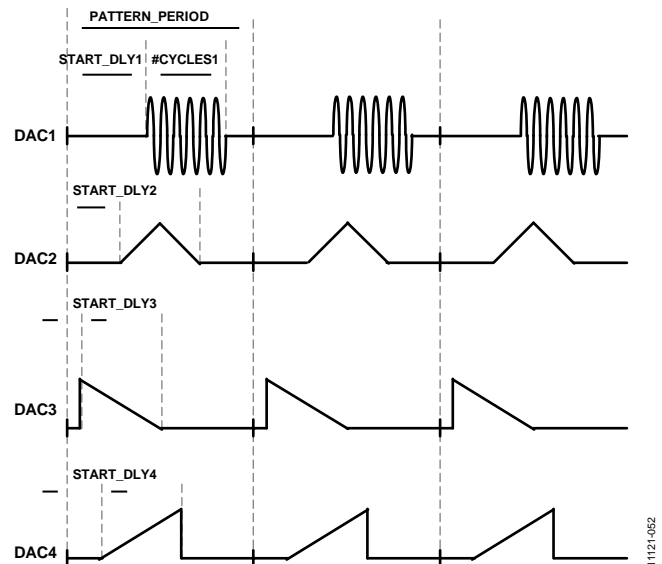 PATTERN_PERIOD
START_DLY1 #CYCLES1
DAC1
START_DLY2
DAC2
START_DLY3
DAC3
START_DLY4
DAC4
11121-052